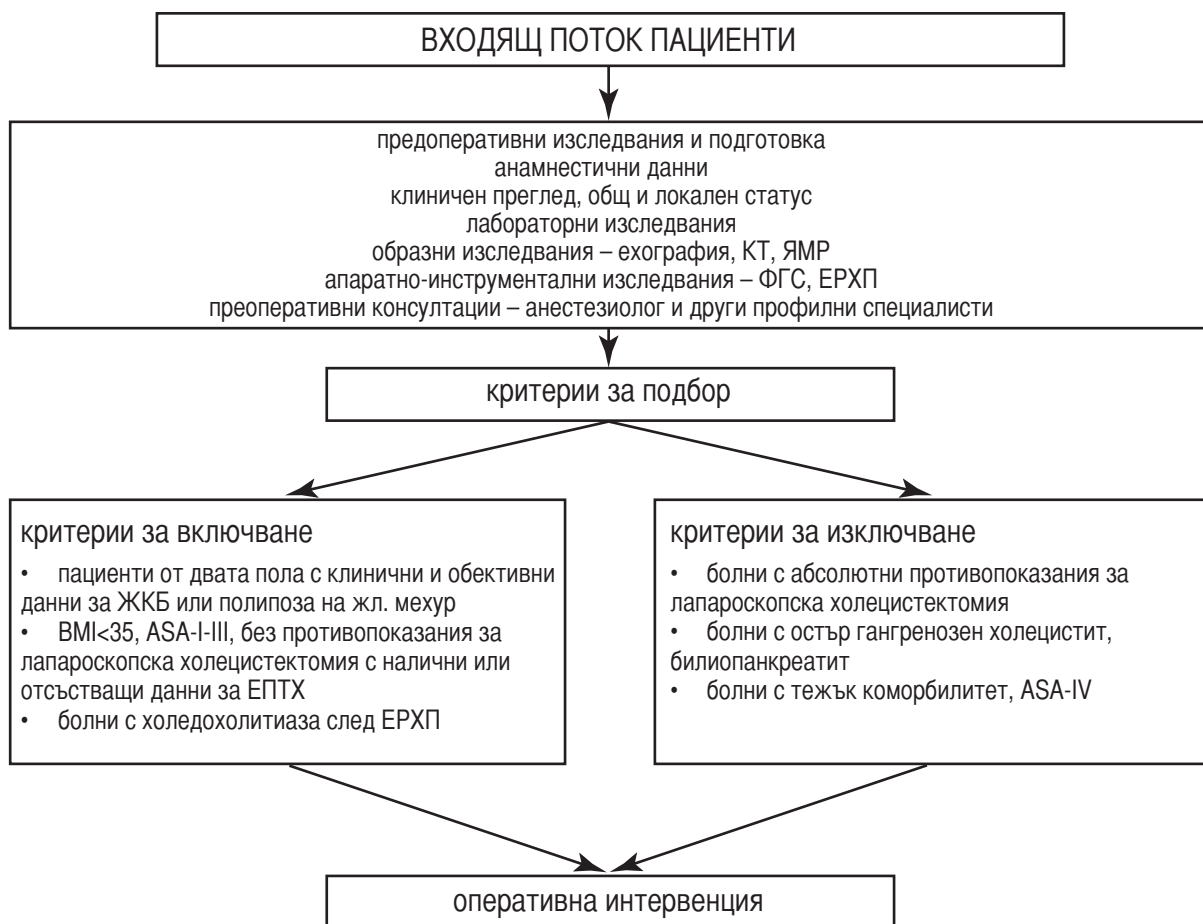 ВХОДЯЩ ПОТОК ПАЦИЕНТИ
предоперативни изследвания и подготовка
анамнестични данни
клиничен преглед, общ и локален статус
лабораторни изследвания
образни изследвания – ехография, КТ, ЯМР
апаратно-инструментални изследвания – ФГС, ЕРХП
преоперативни консултации – анестезиолог и други профилни специалисти
критерии за подбор
критерии за включване
• пациенти от двата пола с клинични и обективни
данни за ЖКБ или полипоза на жл. мехур
• BMI<35, ASA-I-III, без противопоказания за
лапароскопска холецистектомия с налични или
отсъстващи данни за ЕПТХ
• болни с холедохолитиаза след ЕРХП
критерии за изключване
• болни с абсолютни противопоказания за
лапароскопска холецистектомия
• болни с остър гангренозен холецистит,
билиопанкреатит
• болни с тежък коморбилитет, ASA-IV
оперативна интервенция